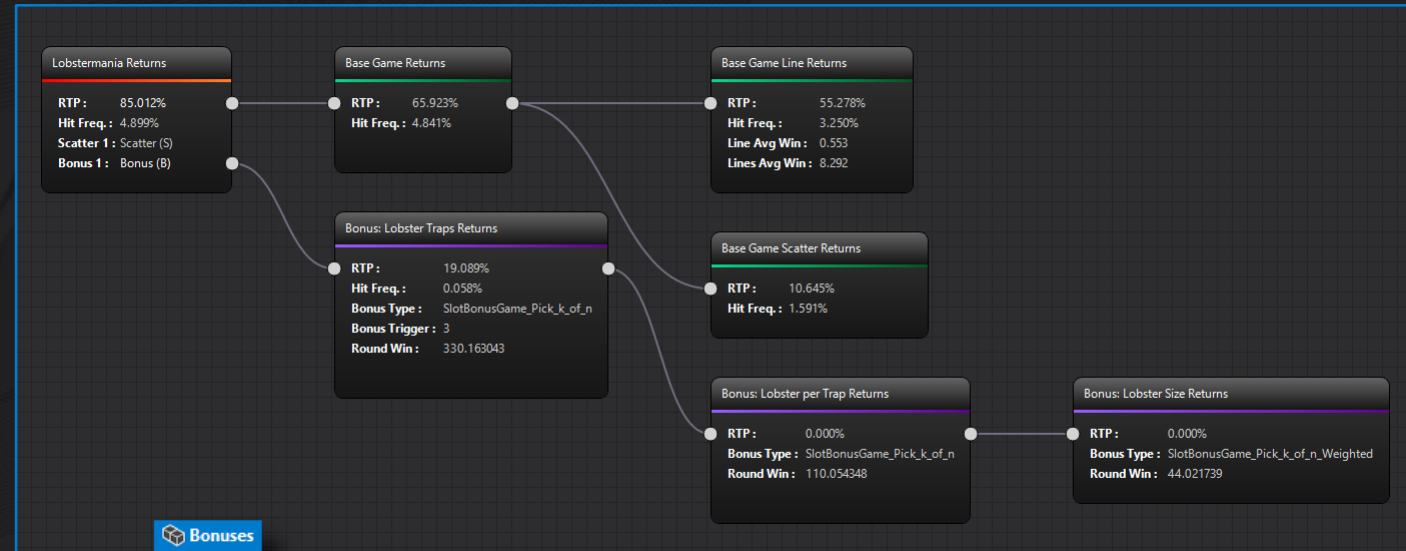 Lobstermania Returns
RTP : 85.012%
Hit Freq. : 4.899%
Scatter 1 : Scatter (S)
Bonus 1 : Bonus (B)
Base Game Returns
RTP : 65.923%
Hit Freq. : 4.841%
Base Game Line Returns
RTP : 55.278%
Hit Freq. : 3.250%
Line Avg Win : 0.553
Lines Avg Win : 8.292
Bonus: Lobster Traps Returns
RTP : 19.089%
Hit Freq. : 0.058%
Bonus Type : SlotBonusGame_Pick_k_of_n
Bonus Trigger : 3
Round Win : 330.163043
Base Game Scatter Returns
RTP : 10.645%
Hit Freq. : 1.591%
Bonus: Lobster per Trap Returns
RTP : 0.000%
Bonus Type : SlotBonusGame_Pick_k_of_n
Round Win : 110.054348
Bonus: Lobster Size Returns
RTP : 0.000%
Bonus Type : SlotBonusGame_Pick_k_of_n_Weighted
Round Win : 44.021739
Bonuses